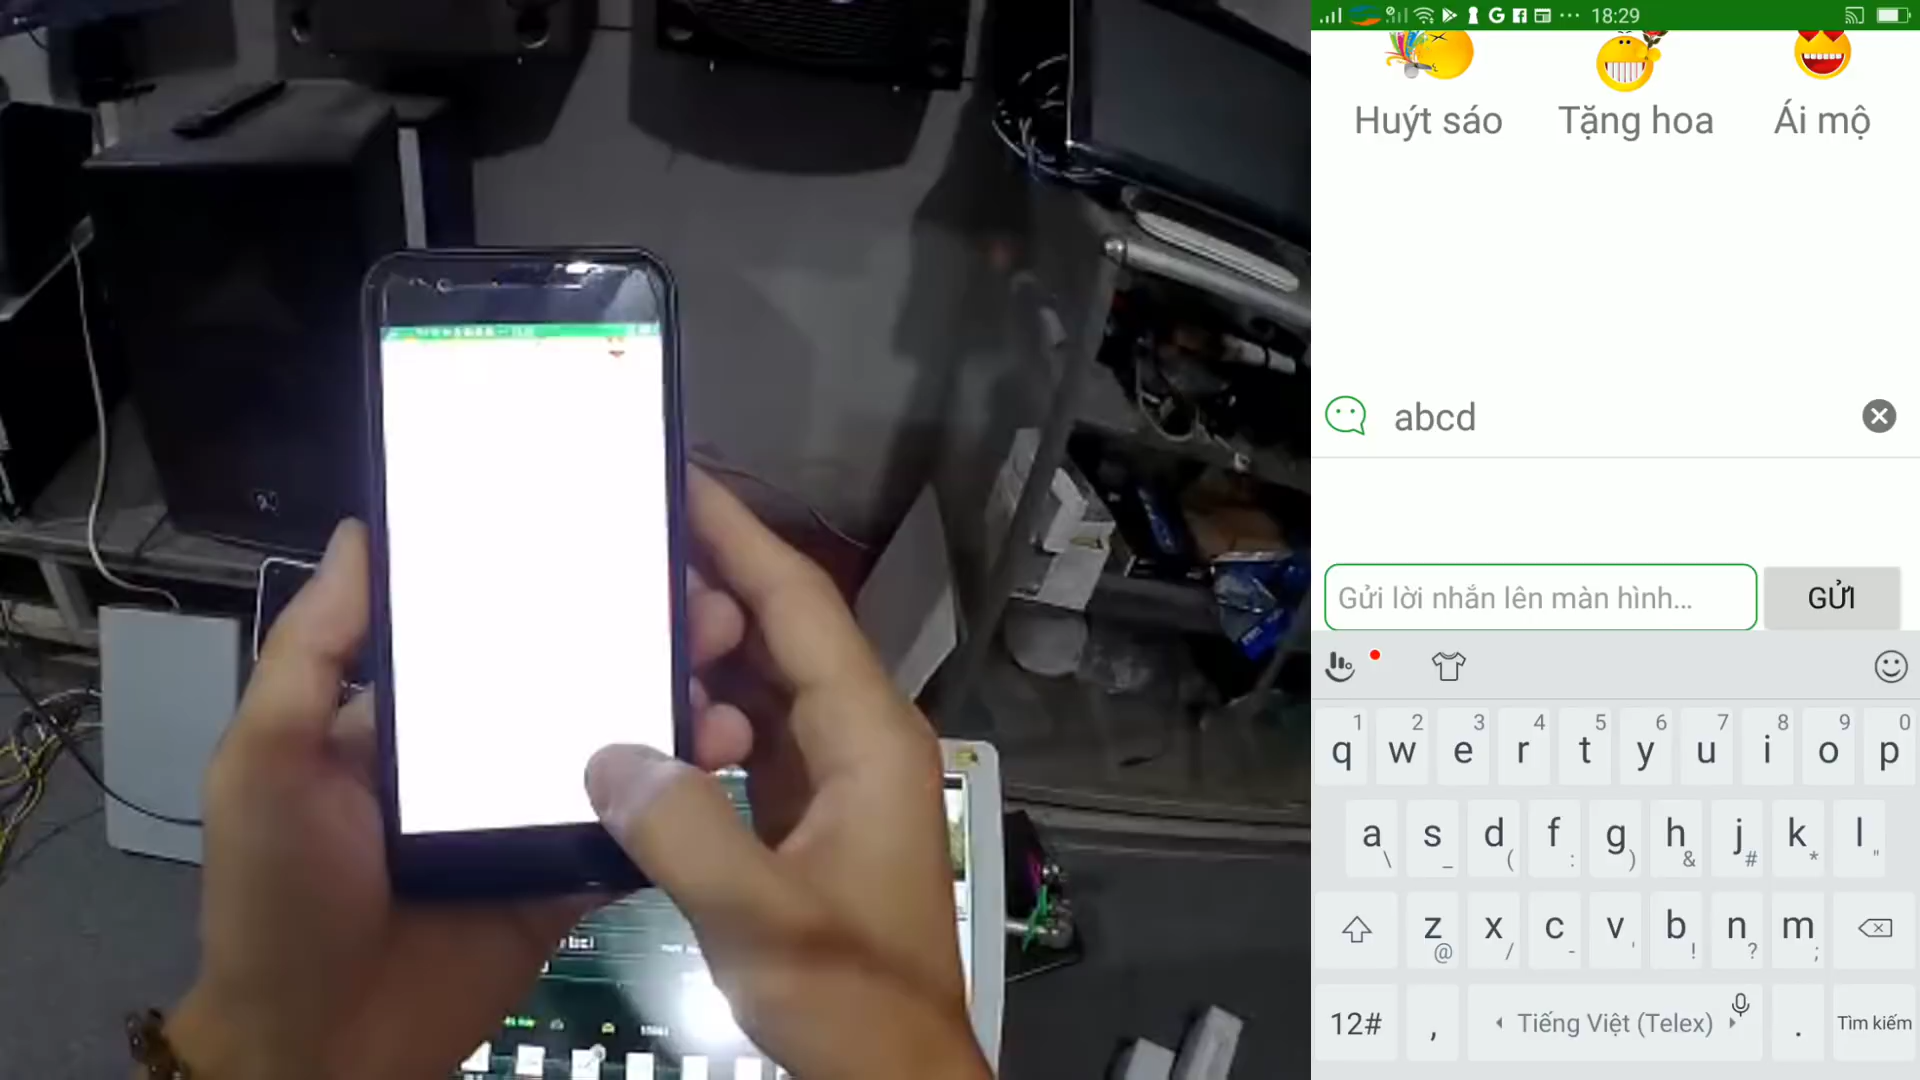 18:29
Huýt sáo Tặng hoa Ái mộ
abcd
Gửi lời nhắn lên màn hình... GỬI
1 2 3 4 5 6 7 8 9 0
q w e r t y u i o p
a s d f g h j k l
\ _ ( : ) & # * "
z x c v b n m
@ / - ' ! ? ;
12# , Tiếng Việt (Telex) . Tìm kiếm